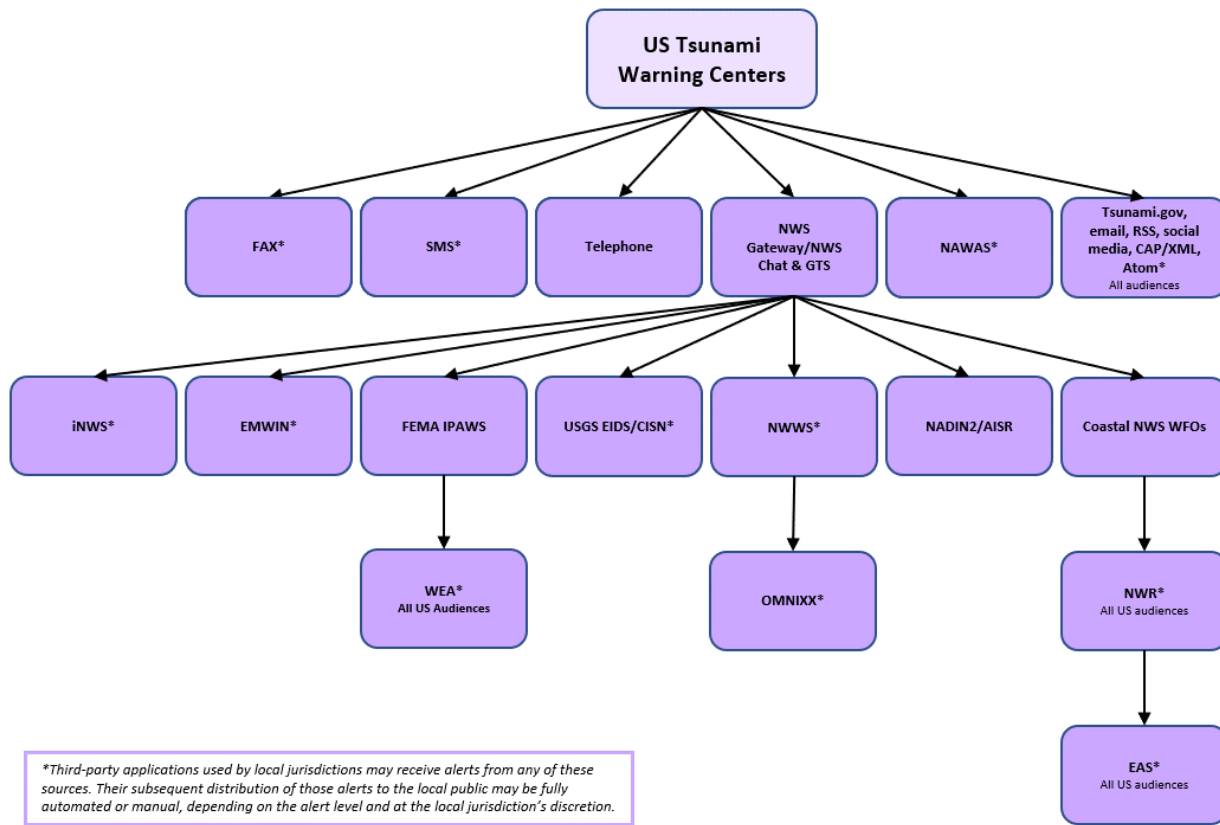 US Tsunami
Warning Centers
FAX*
SMS*
Telephone
NWS
Gateway/NWS
Chat & GTS
NAWAS*
Tsunami.gov,
email, RSS, social
media, CAP/XML,
Atom*
All audiences
iNWS*
EMWIN*
FEMA IPAWS
USGS EIDS/CISN*
NWWS*
NADIN2/AISR
Coastal NWS WFOs
WEA*
All US Audiences
OMNIXX*
NWR*
All US audiences
EAS*
All US audiences
*Third-party applications used by local jurisdictions may receive alerts from any of these
sources. Their subsequent distribution of those alerts to the local public may be fully
automated or manual, depending on the alert level and at the local jurisdiction’s discretion.